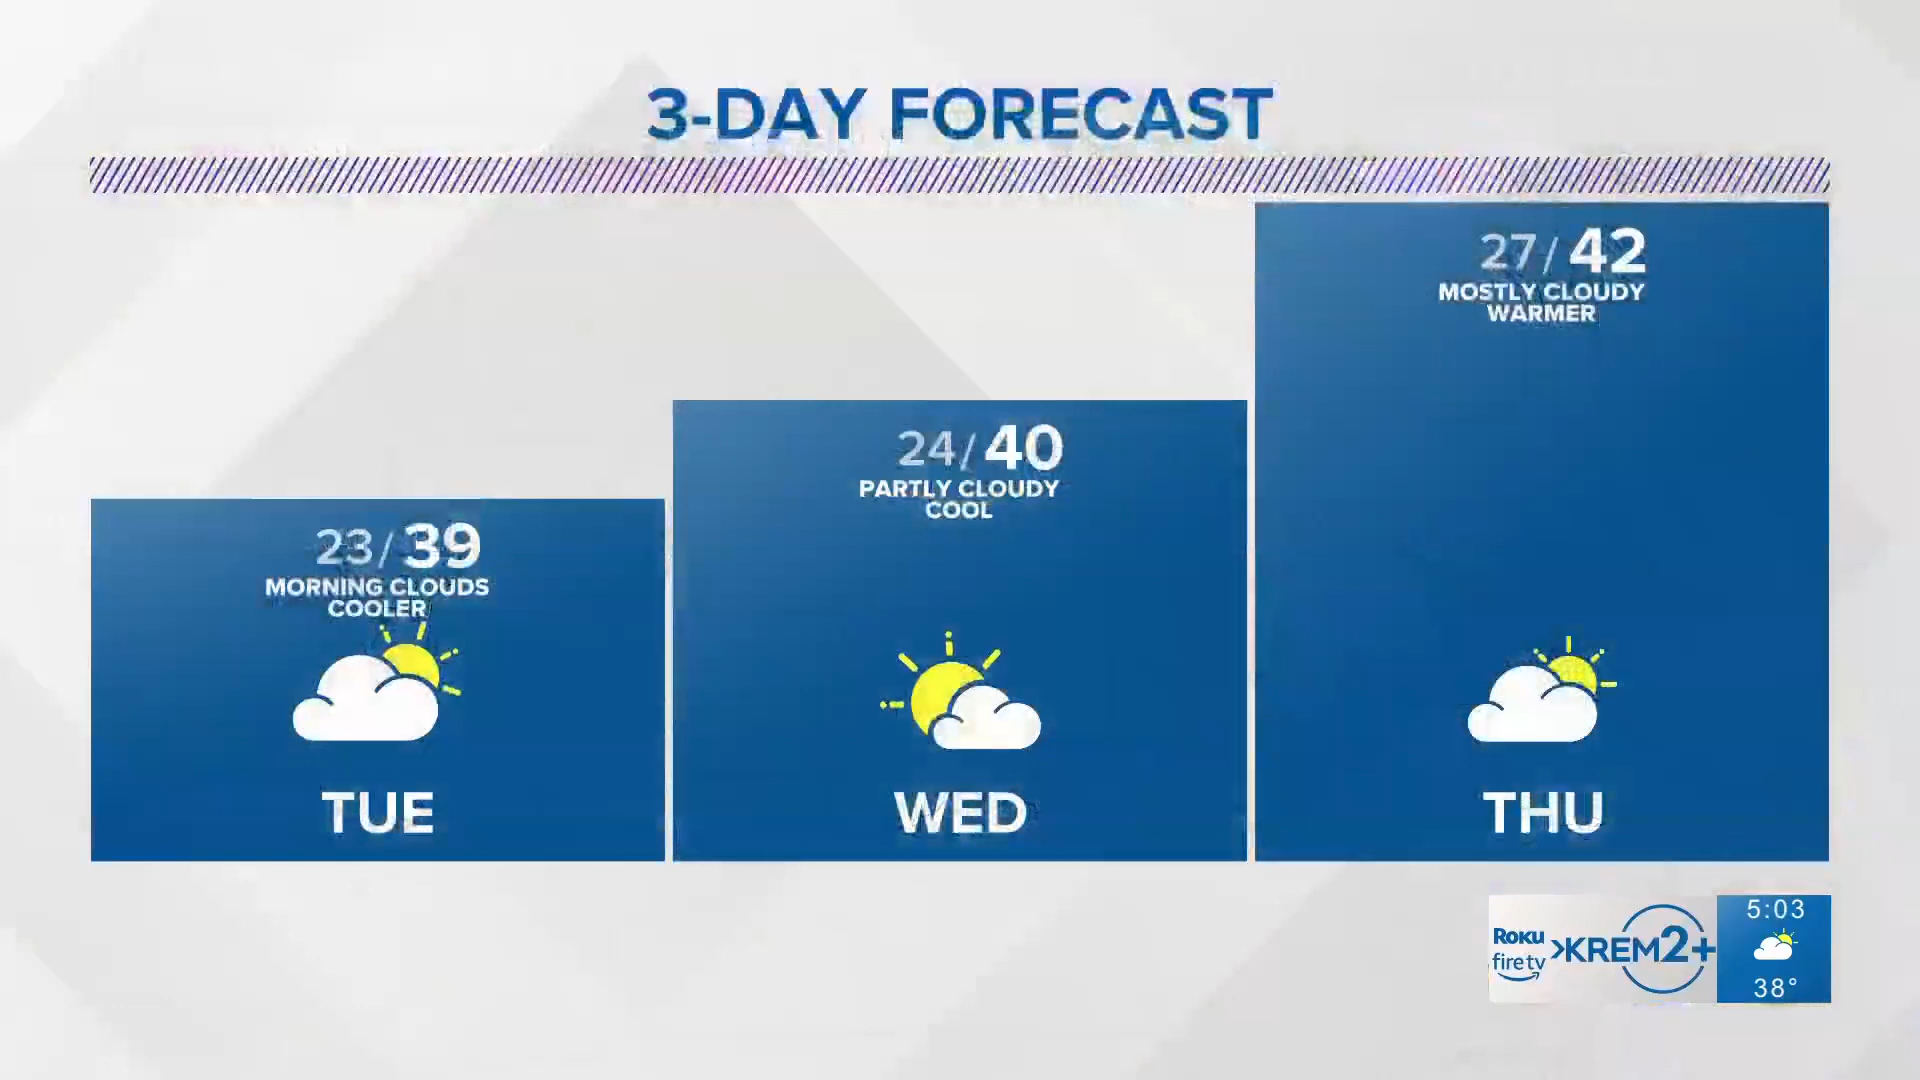 3-DAY FORECAST
23/39
MORNING CLOUDS
COOLER
TUE
24/40
PARTLY CLOUDY
COOL
WED
27/42
MOSTLY CLOUDY
WARMER
THU
ROKU
fire tv
KREM2+
5:03
38°